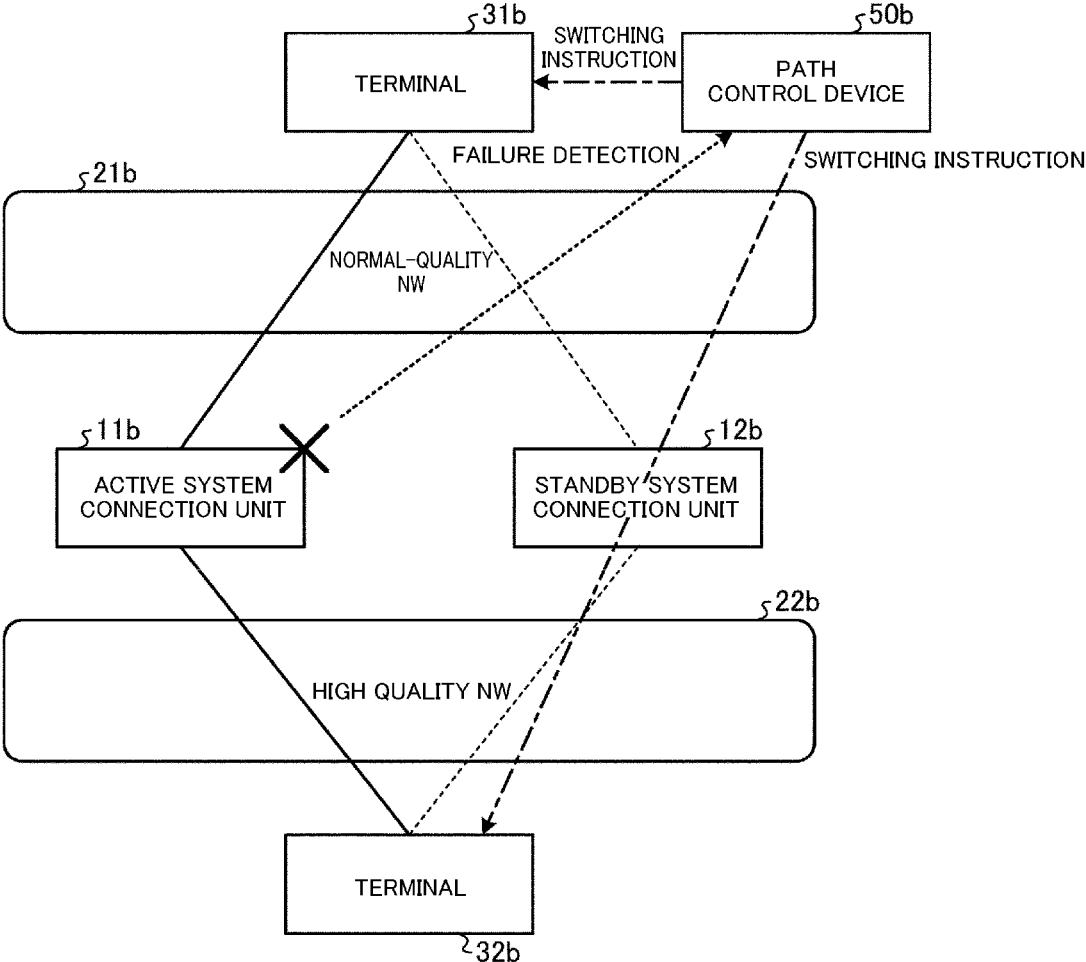 31b
50b
SWITCHING
INSTRUCTION
TERMINAL
PATH
CONTROL DEVICE
FAILURE DETECTION
SWITCHING INSTRUCTION
21b
NORMAL-QUALITY
NW
11b
12b
ACTIVE SYSTEM
CONNECTION UNIT
STANDBY SYSTEM
CONNECTION UNIT
22b
HIGH QUALITY NW
TERMINAL
32b